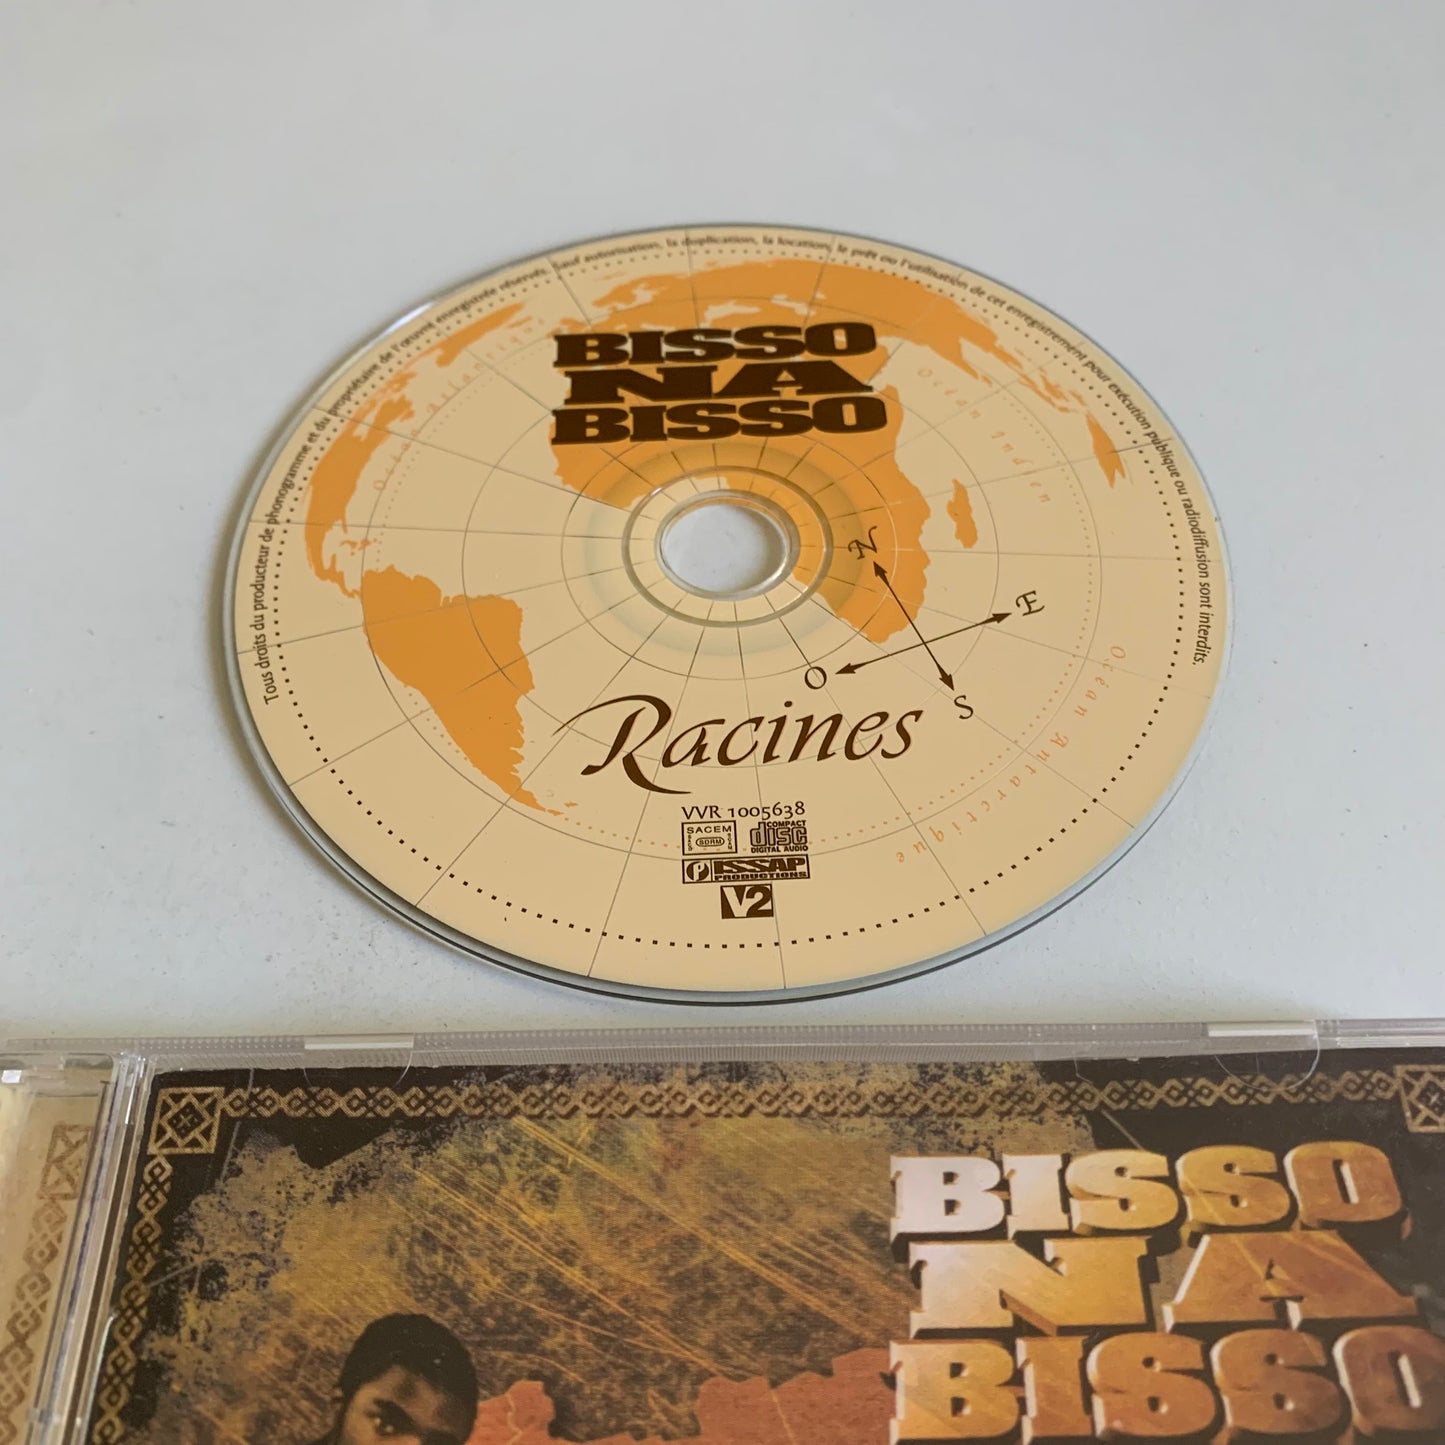 Tous droits du producteur de phonogramme et du propriétaire de l'œuvre enregistrée réservés. Sauf autorisation, la duplication, la location, le prêt ou l'utilisation de cet enregistrement pour exécution publique ou radiodiffusion sont interdits.
BISSO
NA
BISSO
Océan Atlantique
Océan Indien
N
E
O
S
Océan Antarctique
Racines
VVR 1005638
SACEM
SDRM
COMPACT
disc
DIGITAL AUDIO
ISSAP
PRODUCTIONS
V2
BISSO
NA
BISSO